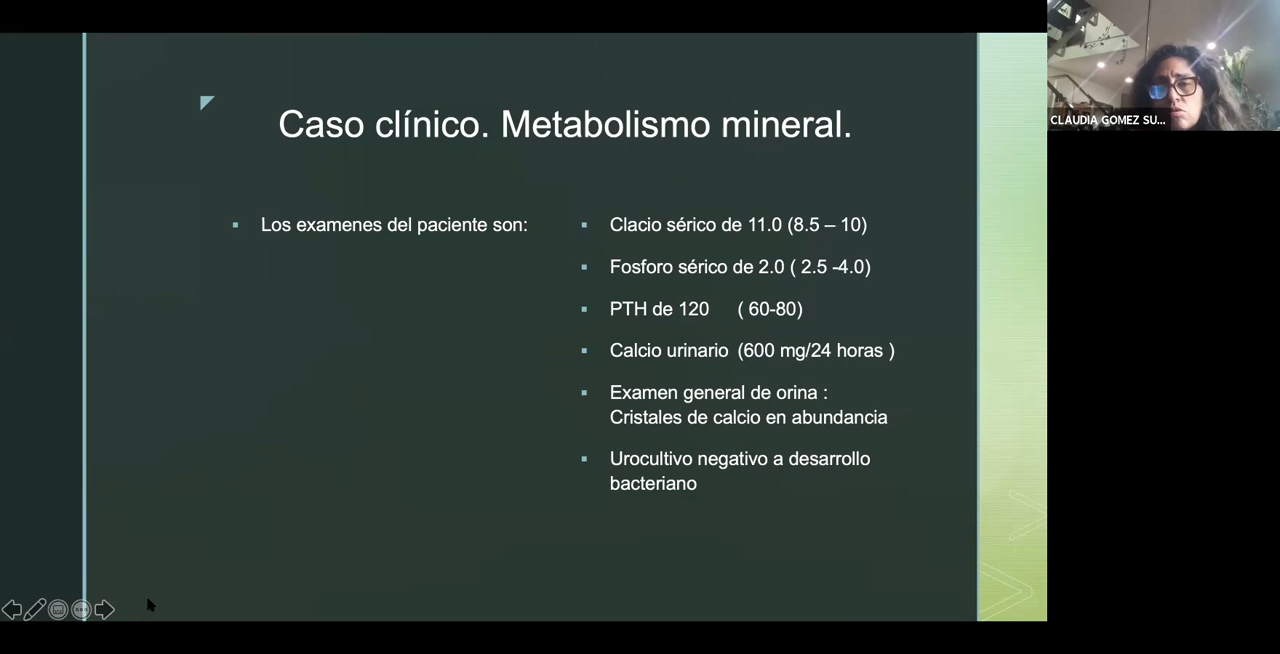 Caso clínico. Metabolismo mineral.
Los examenes del paciente son:
Clacio sérico de 11.0 (8.5 – 10)
Fosforo sérico de 2.0 ( 2.5 -4.0)
PTH de 120 ( 60-80)
Calcio urinario (600 mg/24 horas )
Examen general de orina :
Cristales de calcio en abundancia
Urocultivo negativo a desarrollo
bacteriano
CLAUDIA GOMEZ SU...